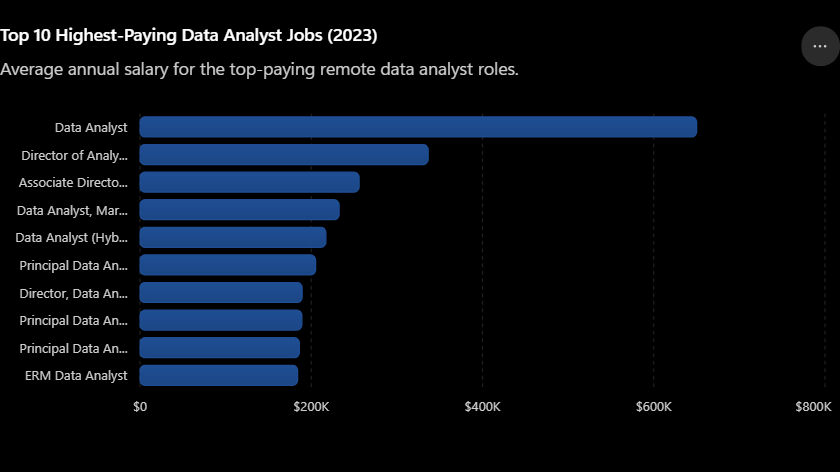 Top 10 Highest-Paying Data Analyst Jobs (2023)
Average annual salary for the top-paying remote data analyst roles.
Data Analyst
Director of Analy...
Associate Directo...
Data Analyst, Mar...
Data Analyst (Hyb...
Principal Data An...
Director, Data An...
Principal Data An...
Principal Data An...
ERM Data Analyst
$0 $200K $400K $600K $800K